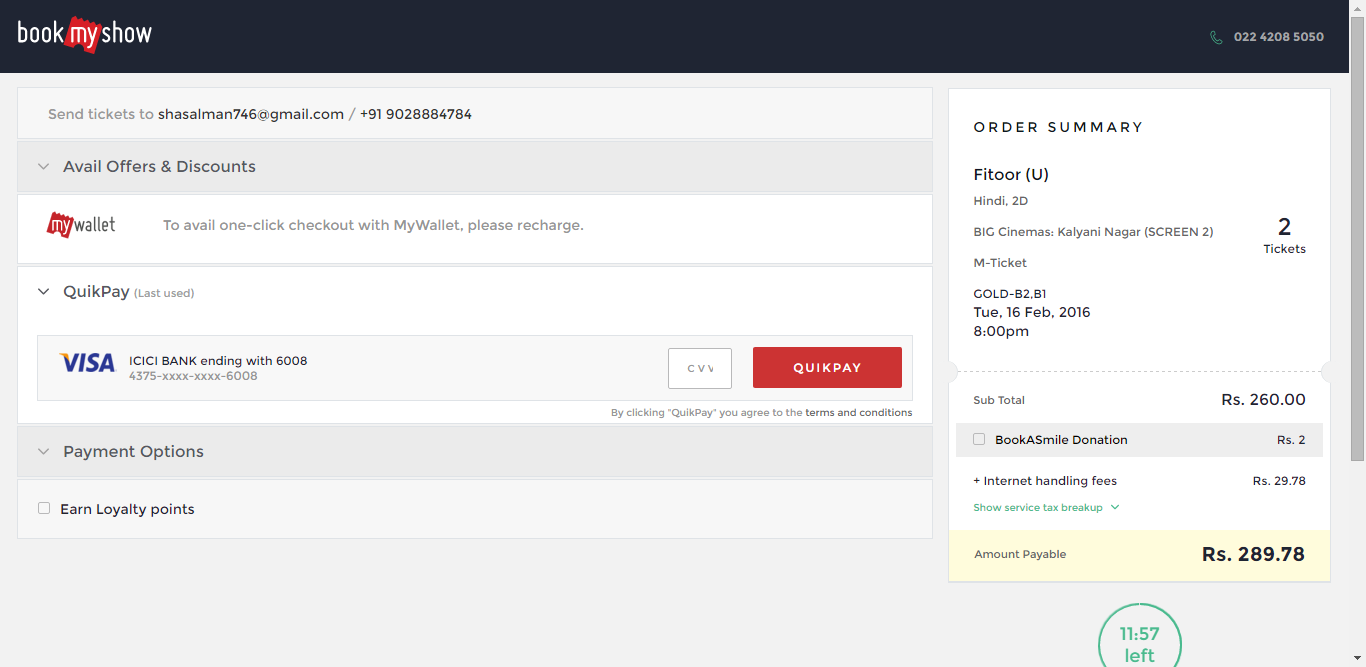 bookmyshow
022 4208 5050
Send tickets to shasalman746@gmail.com / +91 9028884784
Avail Offers & Discounts
mywallet
To avail one-click checkout with MyWallet, please recharge.
QuikPay (Last used)
VISA
ICICI BANK ending with 6008
4375-xxxx-xxxx-6008
CVV
QUIKPAY
By clicking "QuikPay" you agree to the terms and conditions
Payment Options
Earn Loyalty points
ORDER SUMMARY
Fitoor (U)
Hindi, 2D
BIG Cinemas: Kalyani Nagar (SCREEN 2)
2
Tickets
M-Ticket
GOLD-B2,B1
Tue, 16 Feb, 2016
8:00pm
Sub Total Rs. 260.00
BookASmile Donation Rs. 2
+ Internet handling fees Rs. 29.78
Show service tax breakup
Amount Payable Rs. 289.78
11:57
left